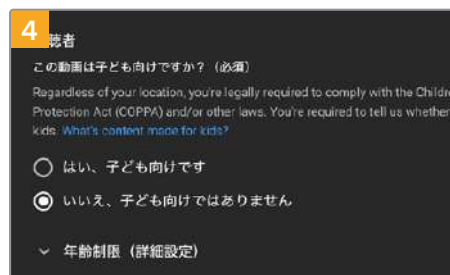 4
聴者
この動画は子ども向けですか？（必須）
Regardless of your location, you're legally required to comply with the Childre
Protection Act (COPPA) and/or other laws. You're required to tell us whether
kids. What's content made for kids?
はい、子ども向けです
いいえ、子ども向けではありません
年齢制限（詳細設定）